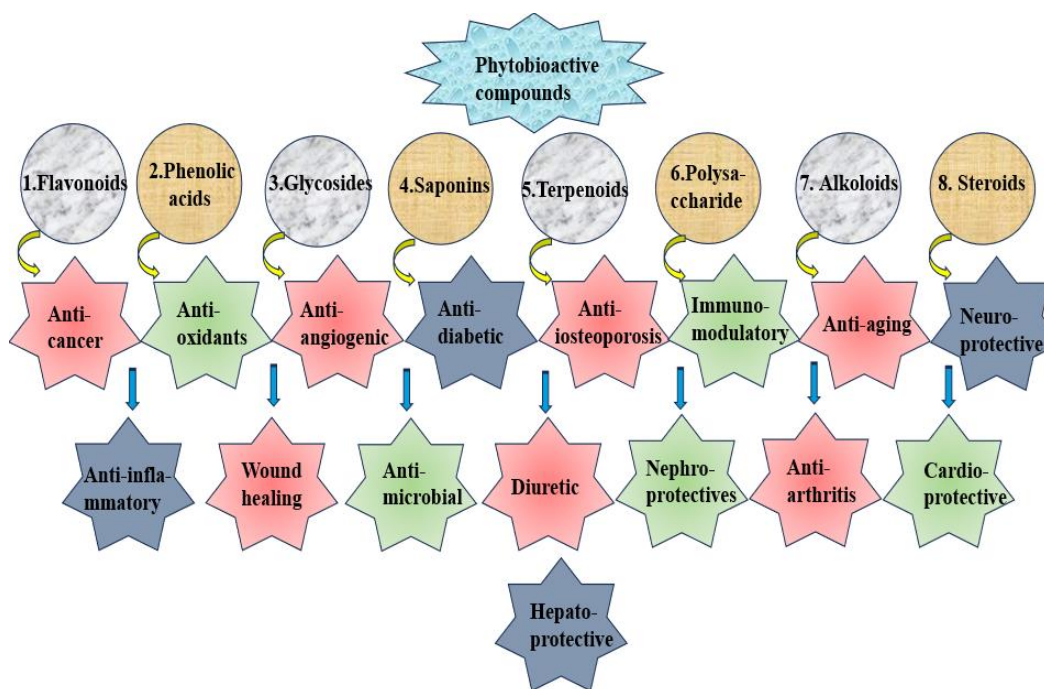 Phytobioactive
compounds
1.Flavonoids
2.Phenolic
acids
3.Glycosides
4.Saponins
5.Terpenoids
6.Polysa-
ccharide
7. Alkoloids
8. Steroids
Anti-
cancer
Anti-
oxidants
Anti-
angiogenic
Anti-
diabetic
Anti-
iosteoporosis
Immuno-
modulatory
Anti-aging
Neuro-
protective
Anti-infla-
mmatory
Wound
healing
Anti-
microbial
Diuretic
Nephro-
protectives
Anti-
arthritis
Cardio-
protective
Hepato-
protective